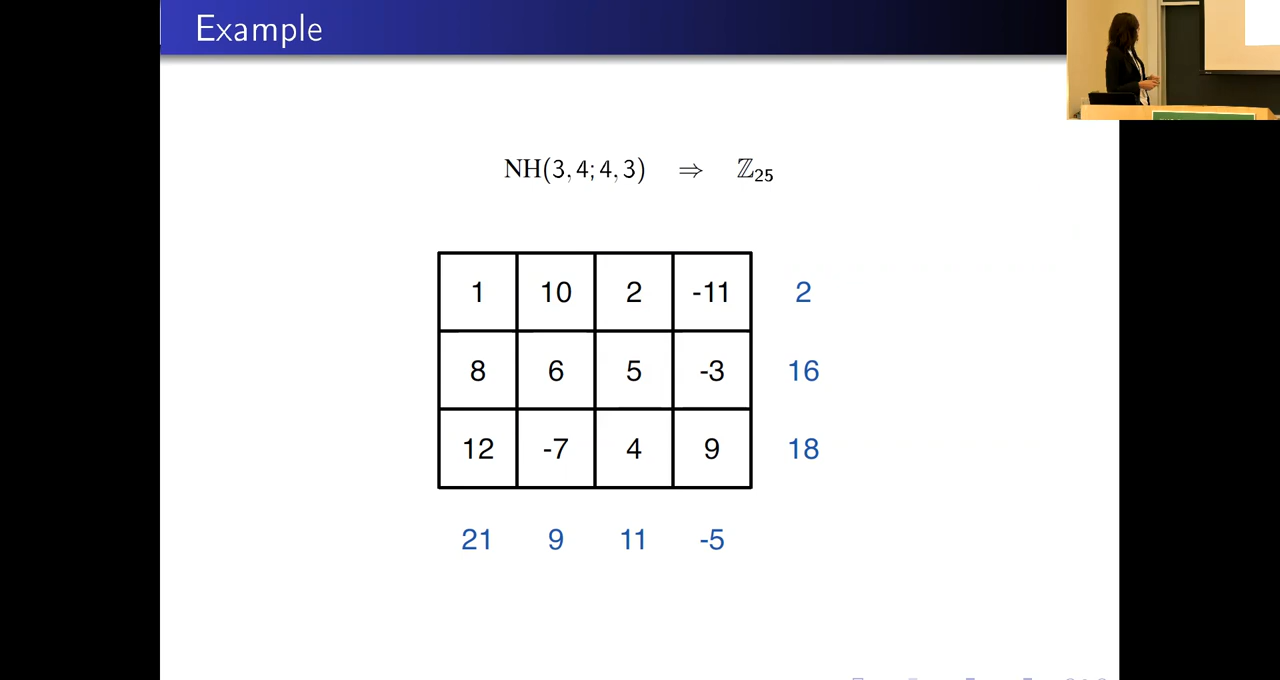 Example
NH(3, 4; 4, 3) ⇒ ℤ₂₅
1 10 2 -11 2
8 6 5 -3 16
12 -7 4 9 18
21 9 11 -5